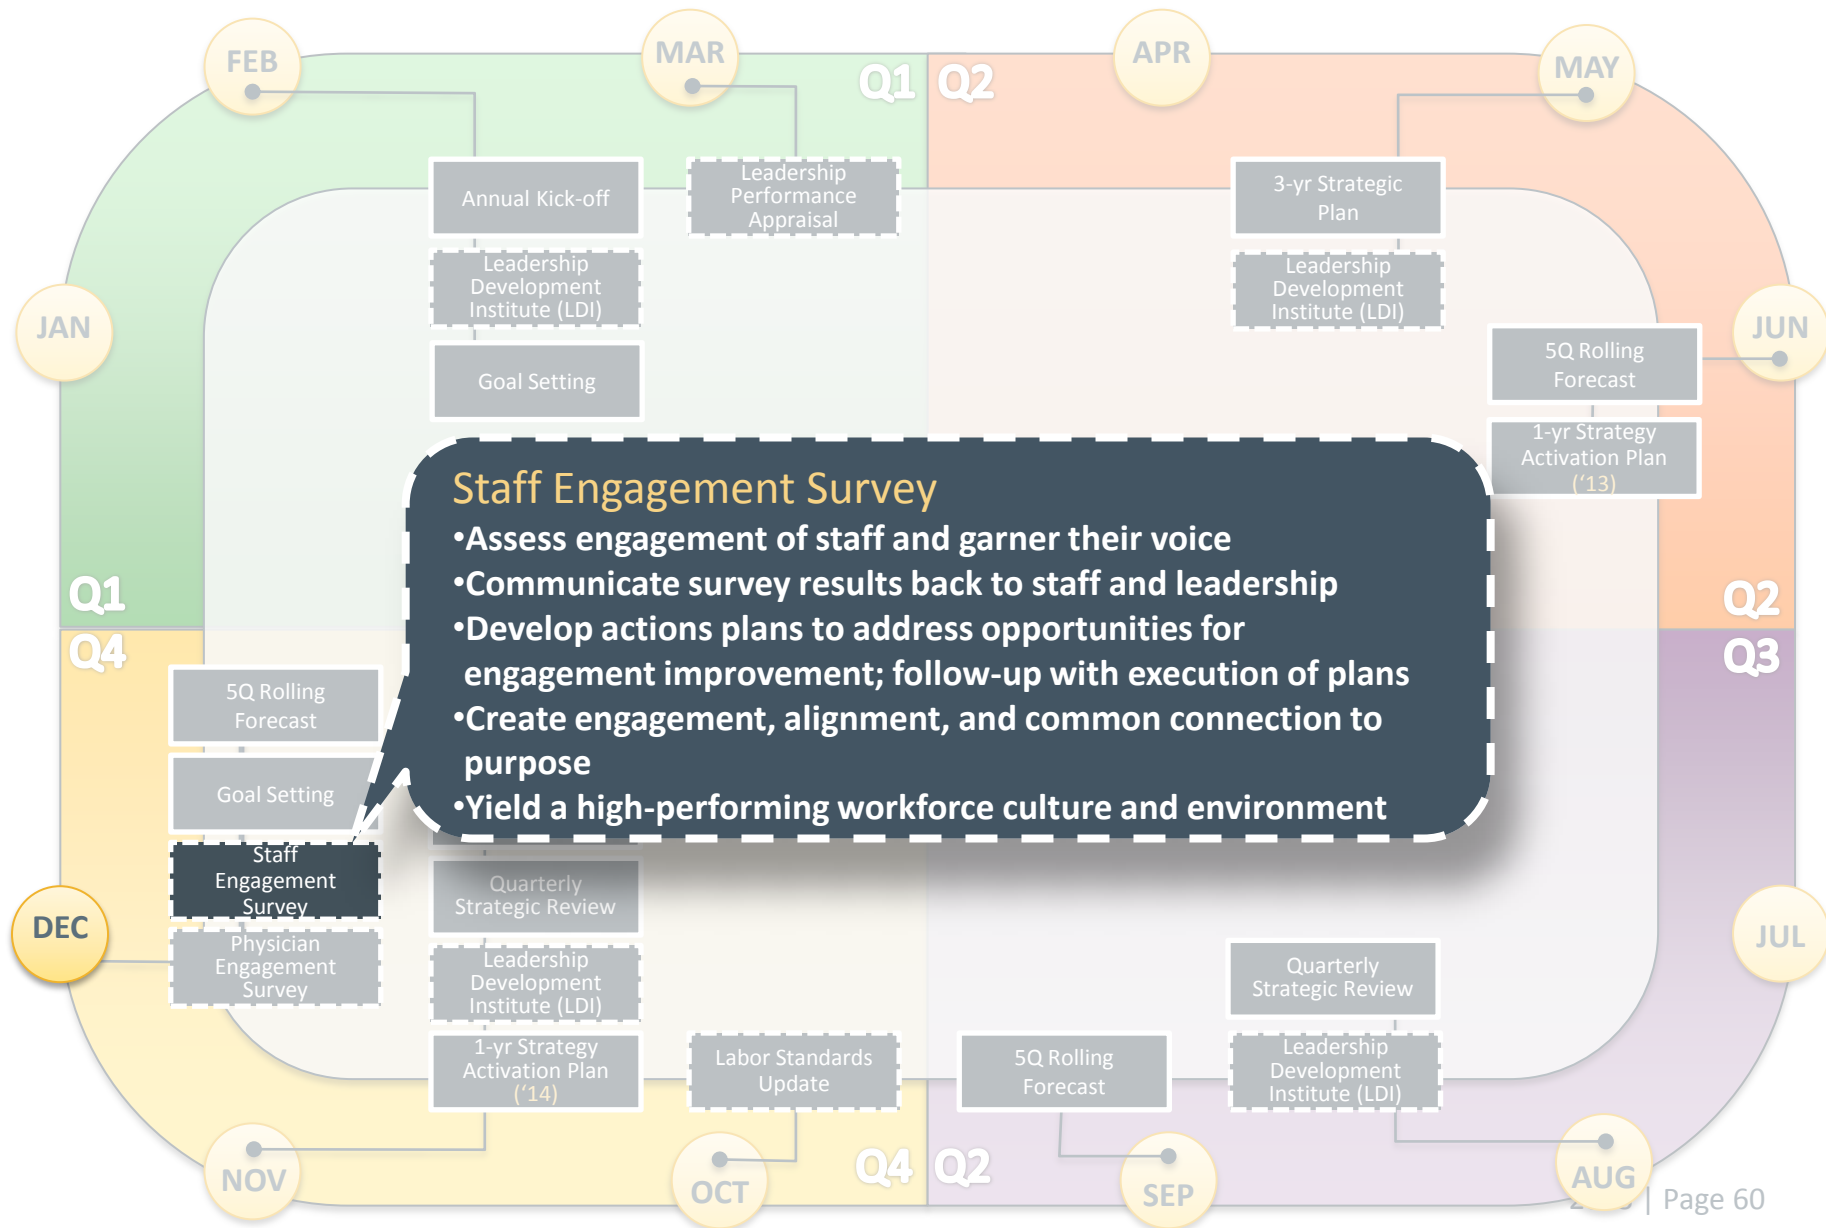 FEB
MAR
APR
MAY
Q1
Q2
Annual Kick-off
Leadership
Performance
Appraisal
3-yr Strategic
Plan
Leadership
Development
Institute (LDI)
Leadership
Development
Institute (LDI)
JAN
JUN
Goal Setting
5Q Rolling
Forecast
1-yr Strategy
Activation Plan
(‘13)
Staff Engagement Survey
•Assess engagement of staff and garner their voice
•Communicate survey results back to staff and leadership
•Develop actions plans to address opportunities for
engagement improvement; follow-up with execution of plans
•Create engagement, alignment, and common connection to
purpose
•Yield a high-performing workforce culture and environment
Q1
Q2
Q4
Q3
5Q Rolling
Forecast
Goal Setting
Staff
Engagement
Survey
Physician
Engagement
Survey
DEC
Quarterly
Strategic Review
Leadership
Development
Institute (LDI)
1-yr Strategy
Activation Plan
(‘14)
Labor Standards
Update
5Q Rolling
Forecast
Quarterly
Strategic Review
Leadership
Development
Institute (LDI)
JUL
Q4
Q2
NOV
OCT
SEP
AUG
| Page 60